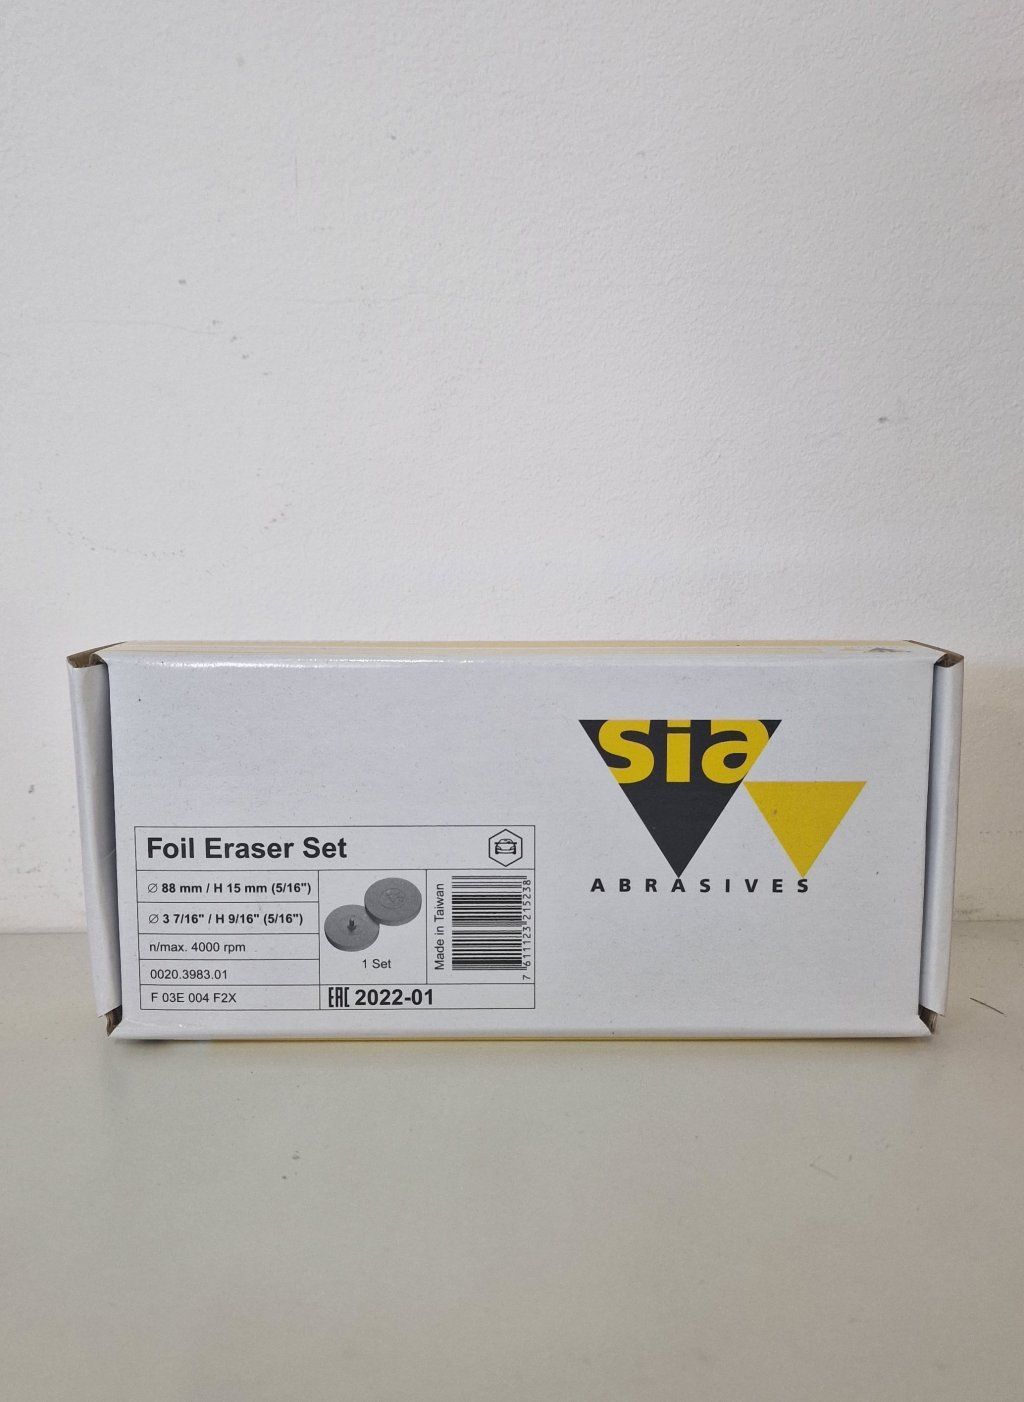 sia
ABRASIVES
Foil Eraser Set
⌀ 88 mm / H 15 mm (5/16")
⌀ 3 7/16" / H 9/16" (5/16")
n/max. 4000 rpm
0020.3983.01
F 03E 004 F2X
1 Set
Made in Taiwan
7 611123 215238
EAC 2022-01